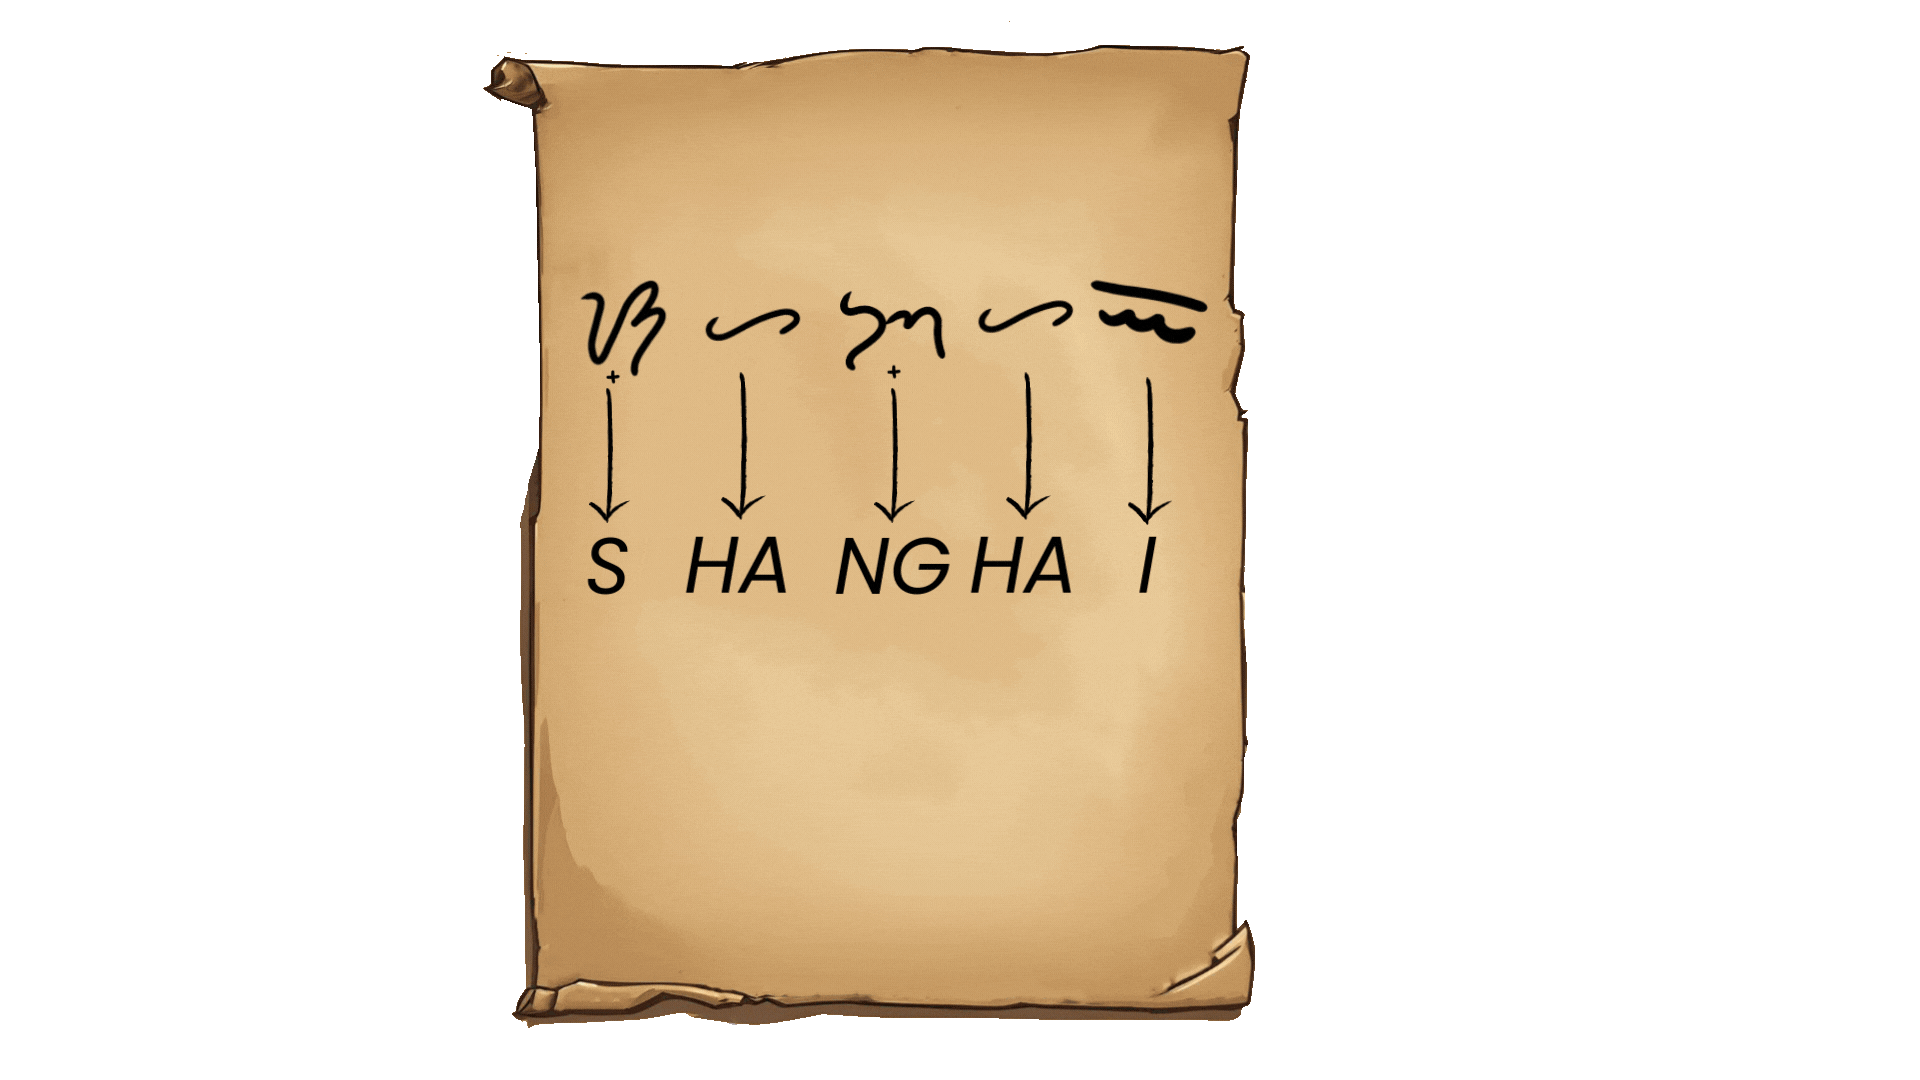 ᜐ᜔ ᜑ ᜅ᜔ ᜑ ᜁ
S HA NG HA I